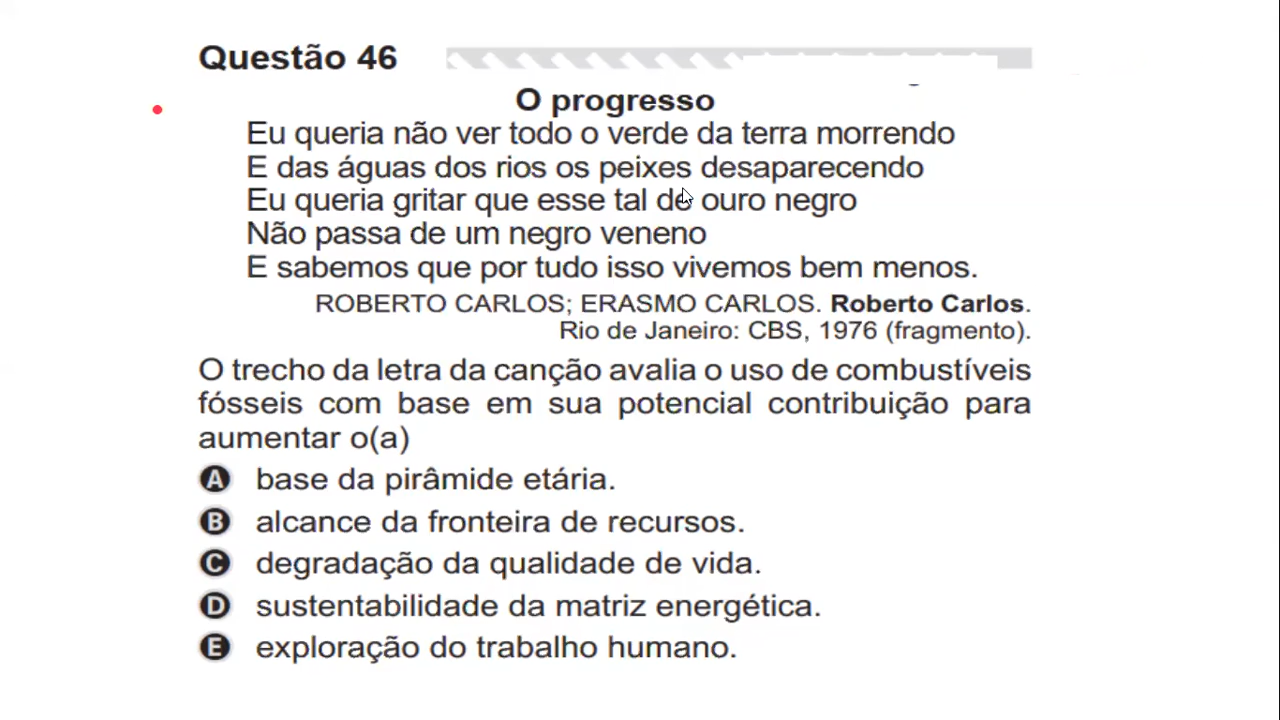 Questão 46
O progresso
Eu queria não ver todo o verde da terra morrendo
E das águas dos rios os peixes desaparecendo
Eu queria gritar que esse tal de ouro negro
Não passa de um negro veneno
E sabemos que por tudo isso vivemos bem menos.
ROBERTO CARLOS; ERASMO CARLOS. Roberto Carlos.
Rio de Janeiro: CBS, 1976 (fragmento).
O trecho da letra da canção avalia o uso de combustíveis
fósseis com base em sua potencial contribuição para
aumentar o(a)
A base da pirâmide etária.
B alcance da fronteira de recursos.
C degradação da qualidade de vida.
D sustentabilidade da matriz energética.
E exploração do trabalho humano.